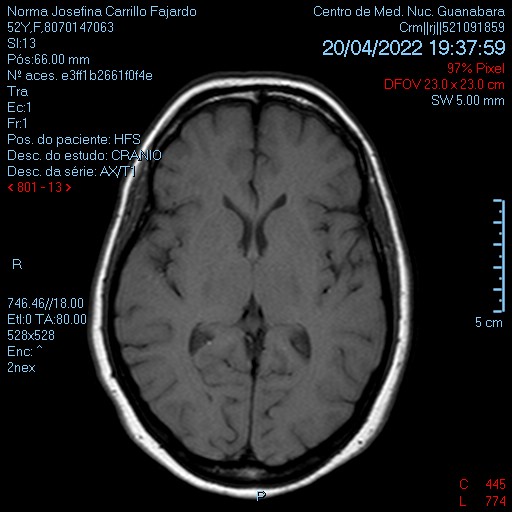 Norma Josefina Carrillo Fajardo
52Y,F,8070147063
Sl:13
Pós:66.00 mm
Nº aces. e3ff1b2661f0f4e
Tra
Ec:1
Fr:1
Pos. do paciente: HFS
Desc. do estudo: CRANIO
Desc. da série: AX/T1
< 801 - 13 >
Centro de Med. Nuc. Guanabara
Crm||rj||521091859
20/04/2022 19:37:59
97% Pixel
DFOV 23.0 x 23.0 cm
SW 5.00 mm
R
746.46//18.00
Etl:0 TA:80.00
528x528
Enc: ^
2nex
5 cm
P
C 445
L 774